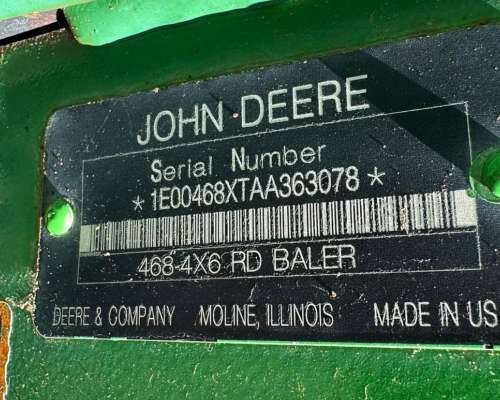 JOHN DEERE
Serial Number
*1E00468XTAA363078*
468-4X6 RD BALER
DEERE & COMPANY MOLINE, ILLINOIS MADE IN US